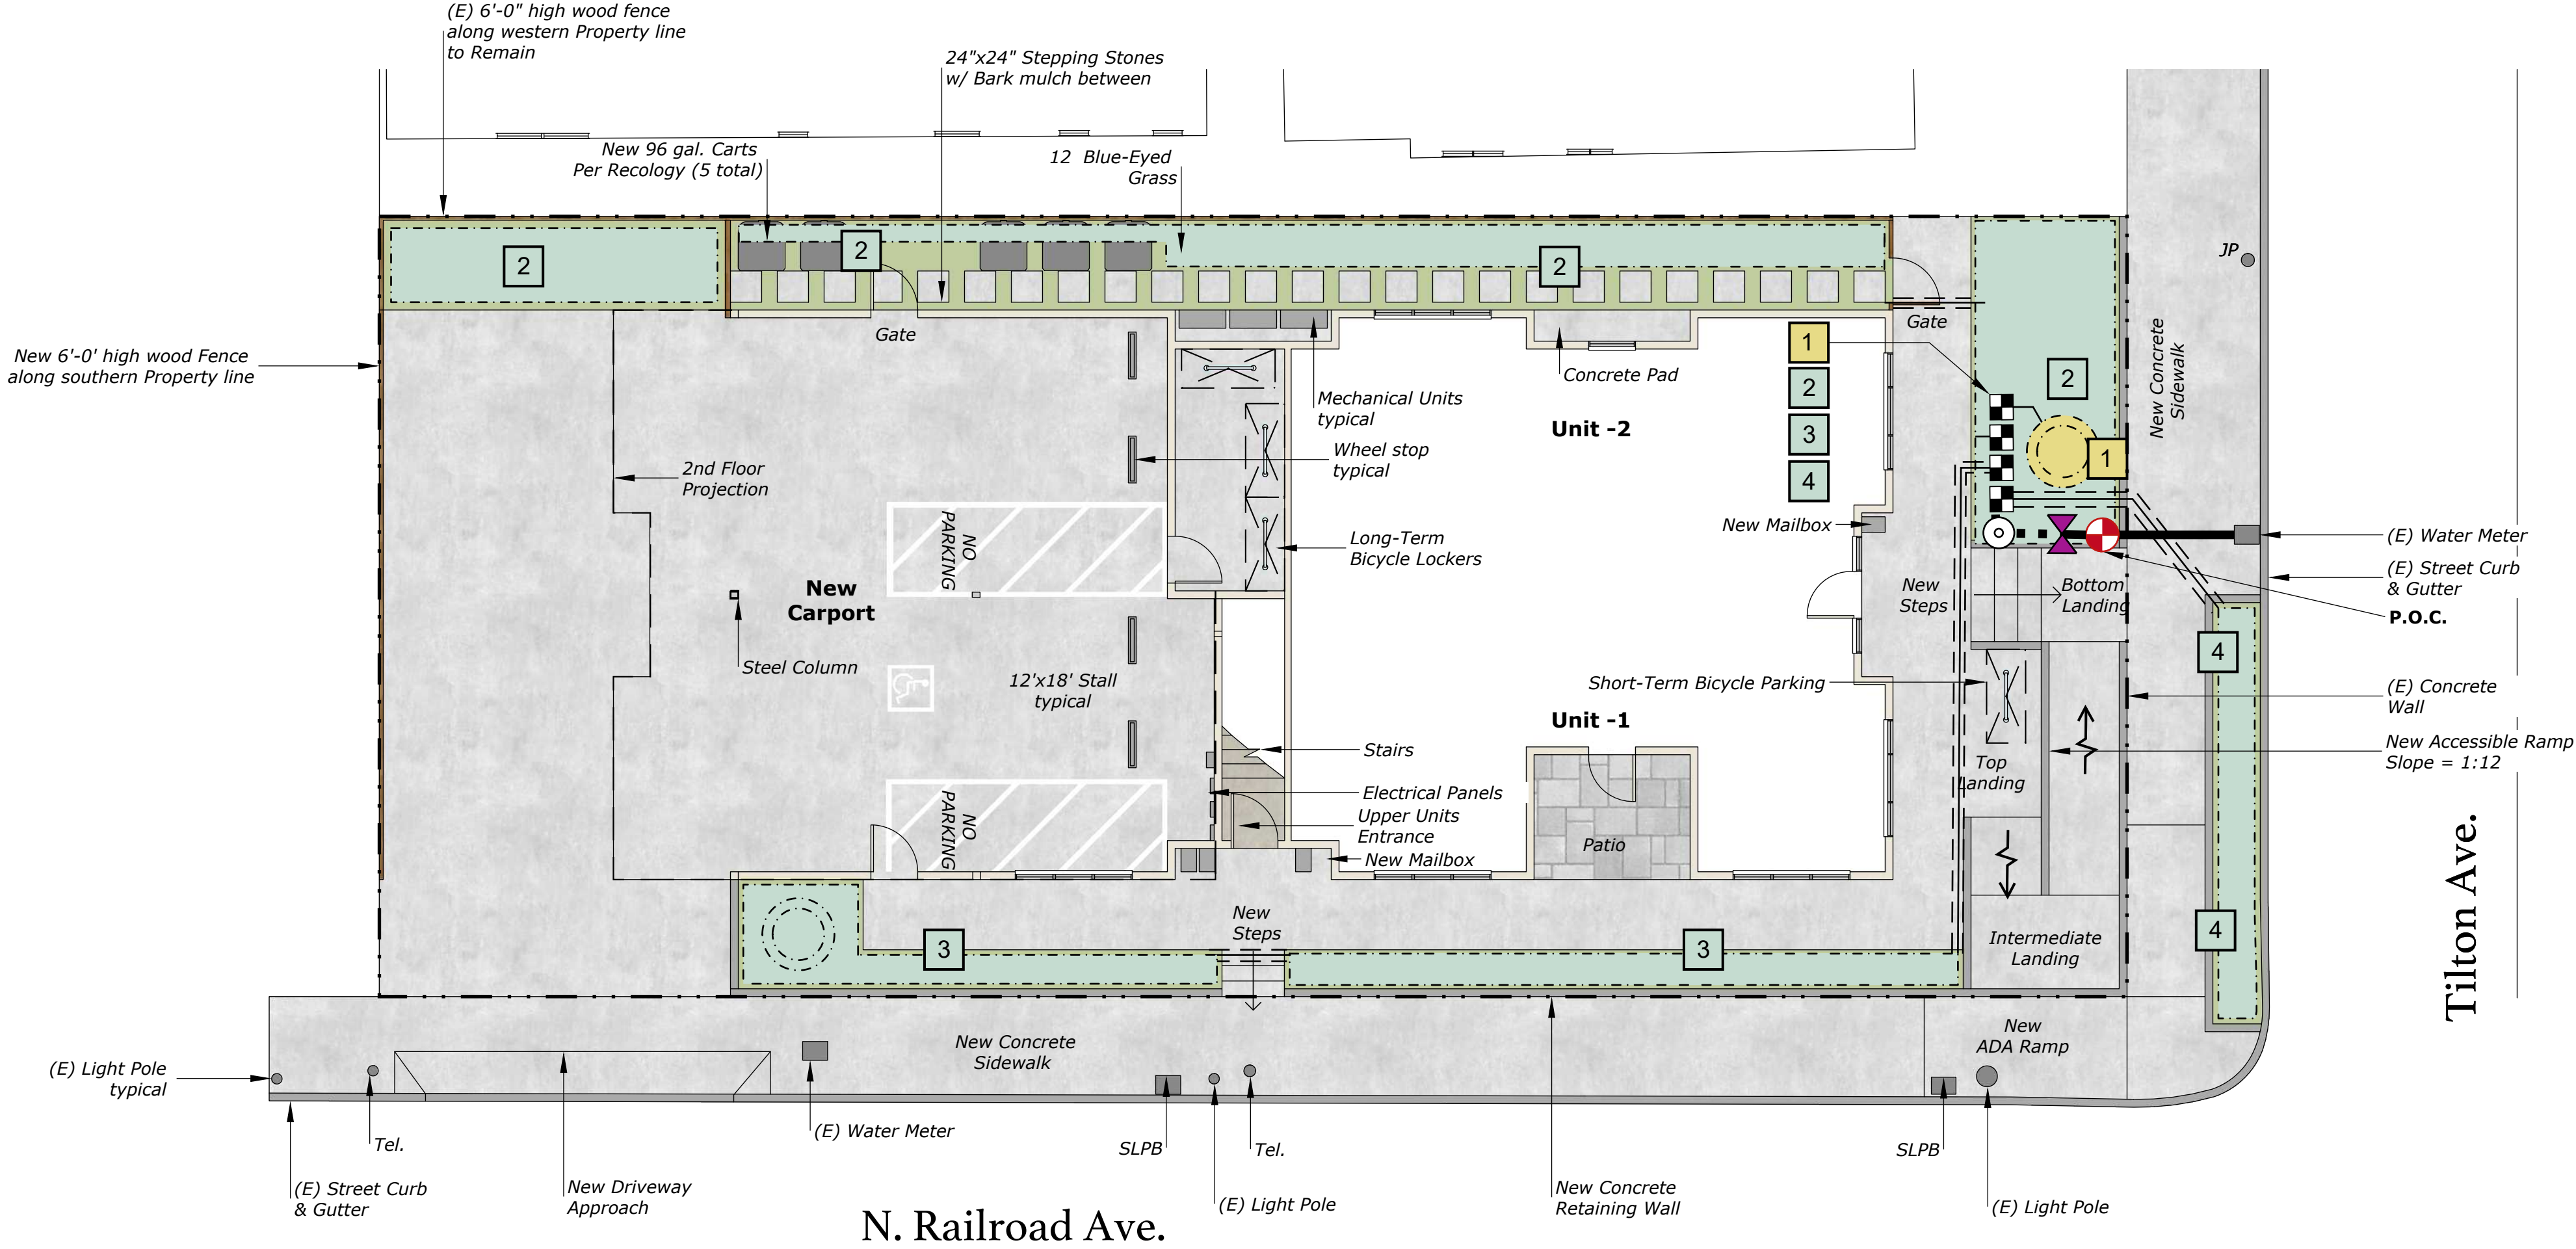 (E) 6'-0" high wood fence
along western Property line
to Remain
24"x24" Stepping Stones
w/ Bark mulch between
New 96 gal. Carts
Per Recology (5 total)
12 Blue-Eyed
Grass
2
2
2
JP
Gate
Gate
New 6'-0' high wood Fence
along southern Property line
1
2
3
4
2
1
New Concrete
Sidewalk
Concrete Pad
Mechanical Units
typical
Unit -2
Wheel stop
typical
2nd Floor
Projection
NO
PARKING
New Mailbox
Long-Term
Bicycle Lockers
(E) Water Meter
(E) Street Curb
& Gutter
P.O.C.
New
Carport
New
Steps
Bottom
Landing
Steel Column
12'x18' Stall
typical
Short-Term Bicycle Parking
4
(E) Concrete
Wall
Unit -1
New Accessible Ramp
Slope = 1:12
Stairs
Top
Landing
Electrical Panels
Upper Units
Entrance
New Mailbox
NO
PARKING
Patio
Tilton Ave.
3
New
Steps
3
Intermediate
Landing
4
New Concrete
Sidewalk
New
ADA Ramp
(E) Light Pole
typical
Tel.
(E) Water Meter
SLPB
Tel.
SLPB
(E) Street Curb
& Gutter
New Driveway
Approach
(E) Light Pole
New Concrete
Retaining Wall
(E) Light Pole
N. Railroad Ave.